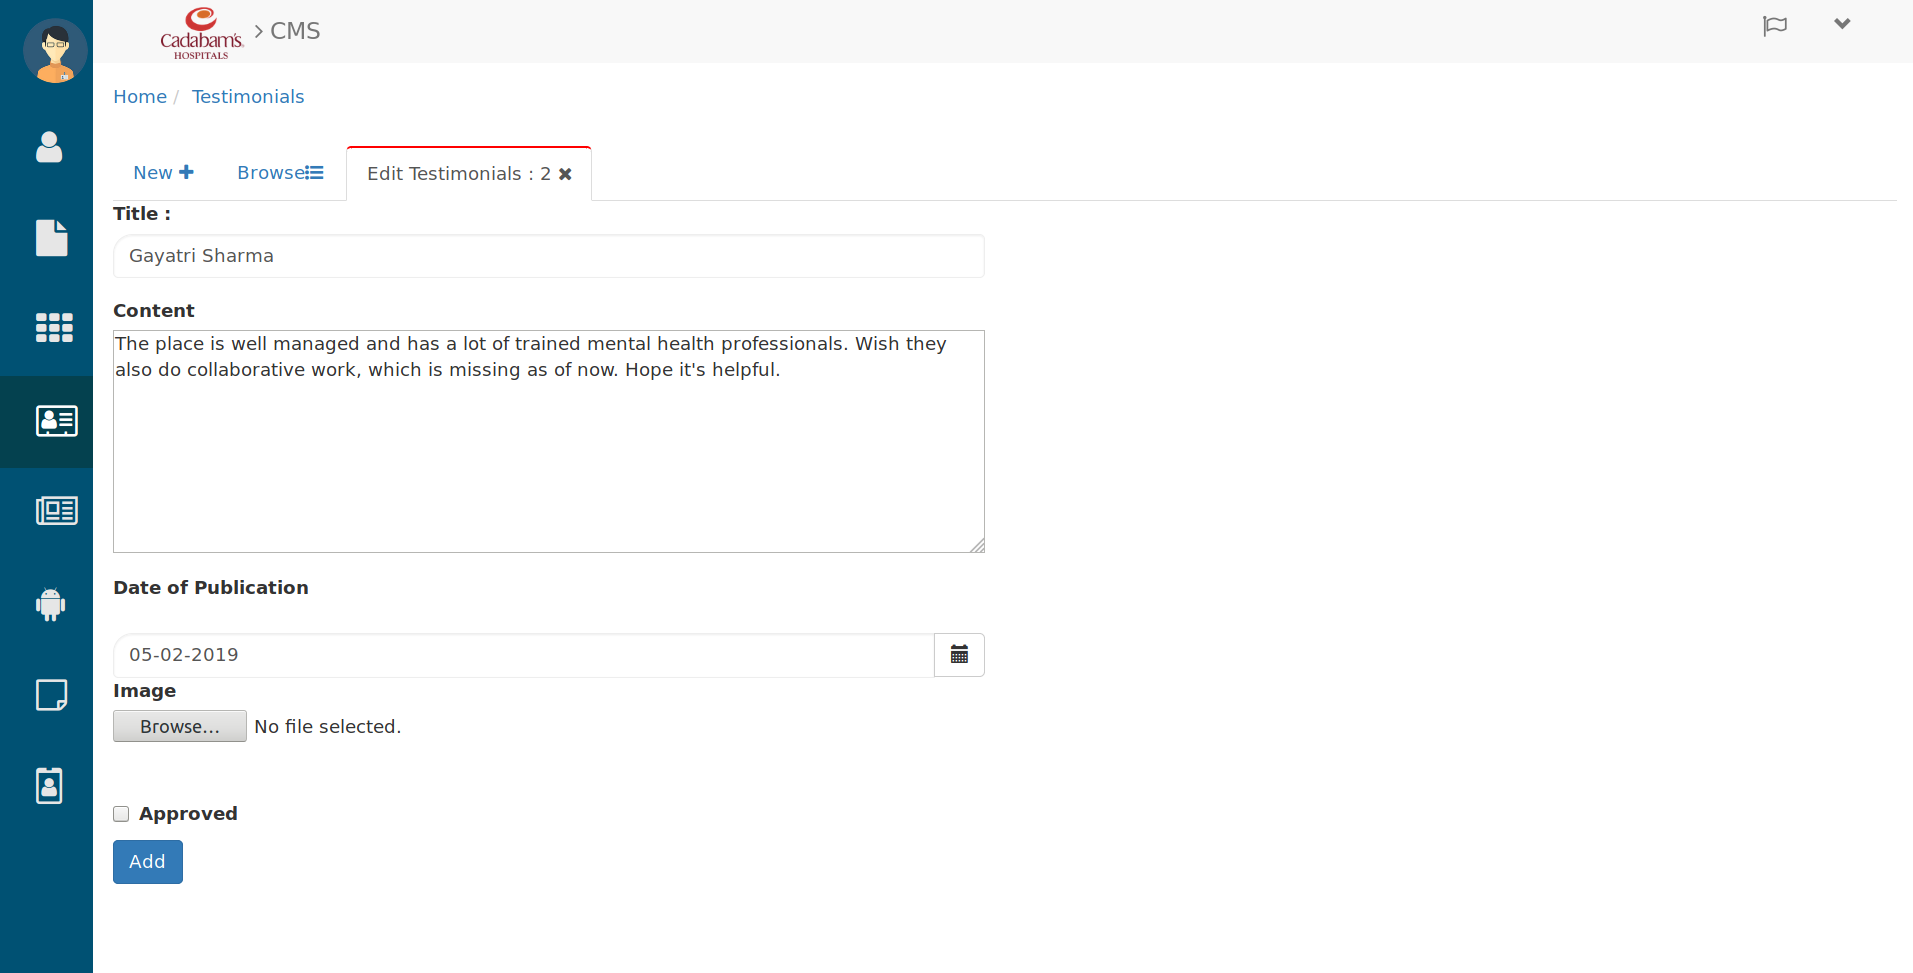 Cadabam's
HOSPITALS
> CMS
Home / Testimonials
New
Browse
Edit Testimonials : 2
Title :
Gayatri Sharma
Content
The place is well managed and has a lot of trained mental health professionals. Wish they
also do collaborative work, which is missing as of now. Hope it's helpful.
Date of Publication
05-02-2019
Image
Browse... No file selected.
Approved
Add